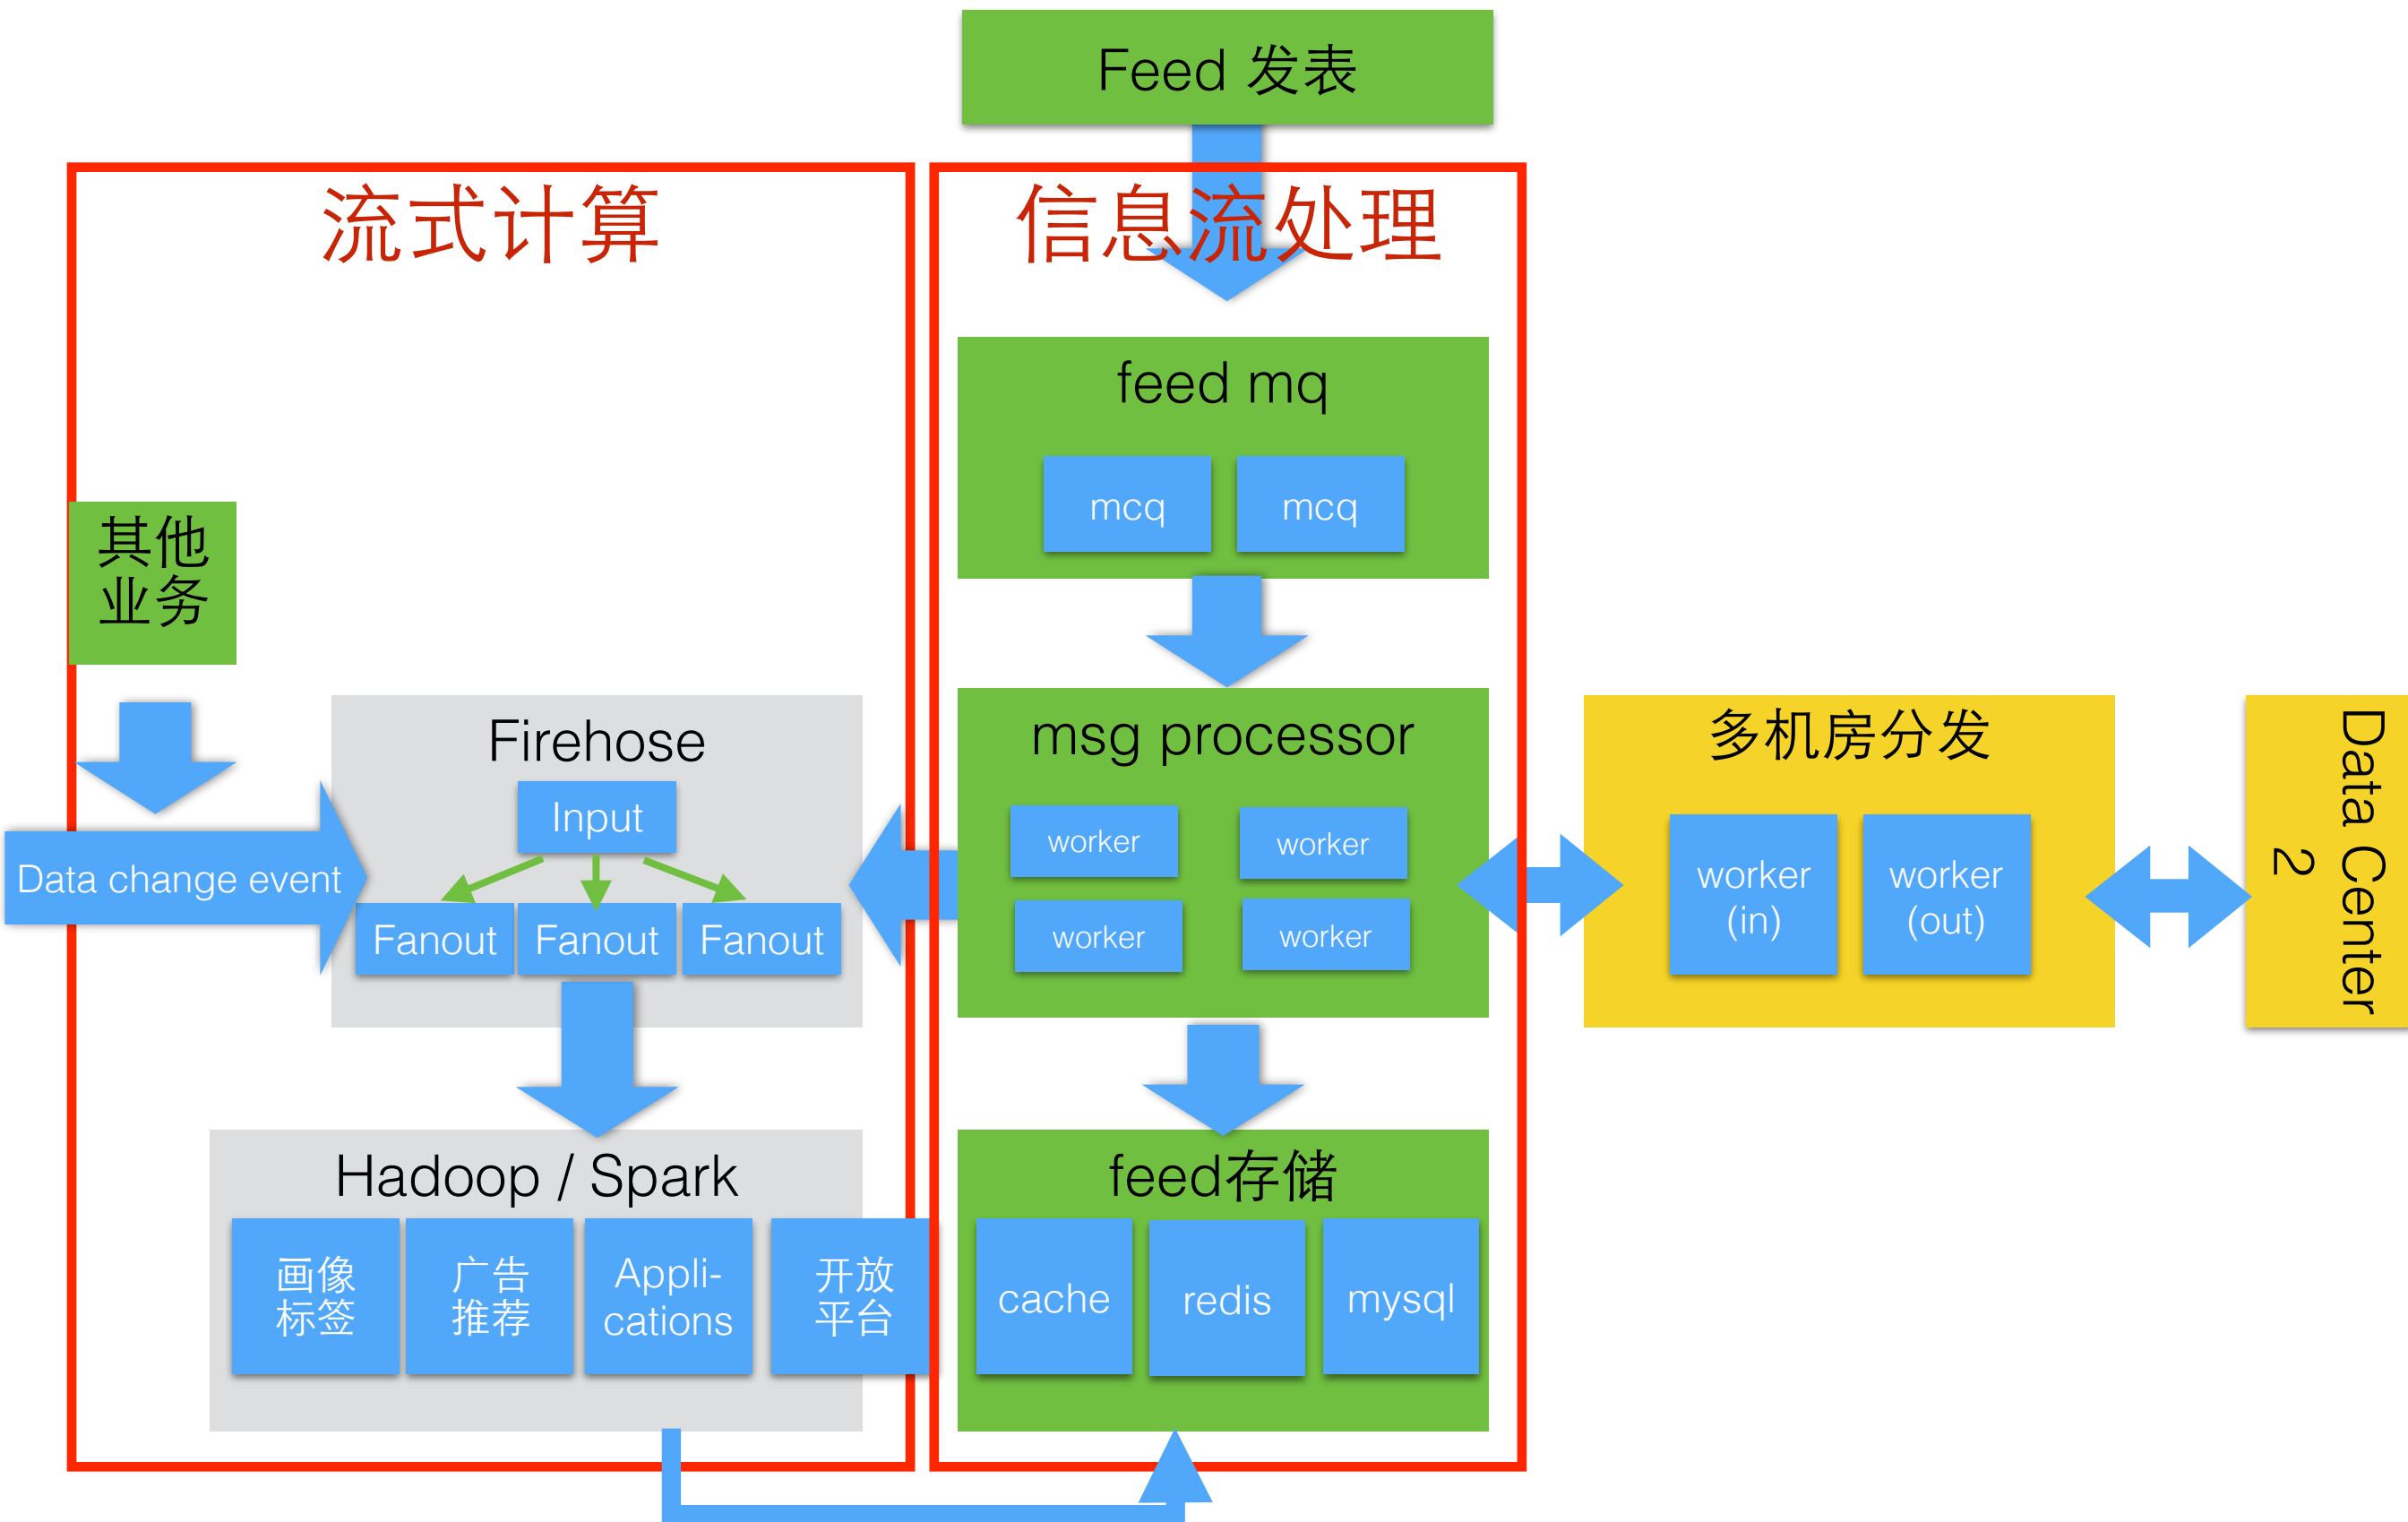 Feed 发表
流式计算
信息流处理
feed mq
mcq
mcq
其他
业务
Data change event
Firehose
Input
Fanout
Fanout
Fanout
msg processor
worker
worker
worker
worker
多机房分发
worker
(in)
worker
(out)
Data Center
2
Hadoop / Spark
画像
标签
广告
推荐
Appli-
cations
开放
平台
feed存储
cache
redis
mysql